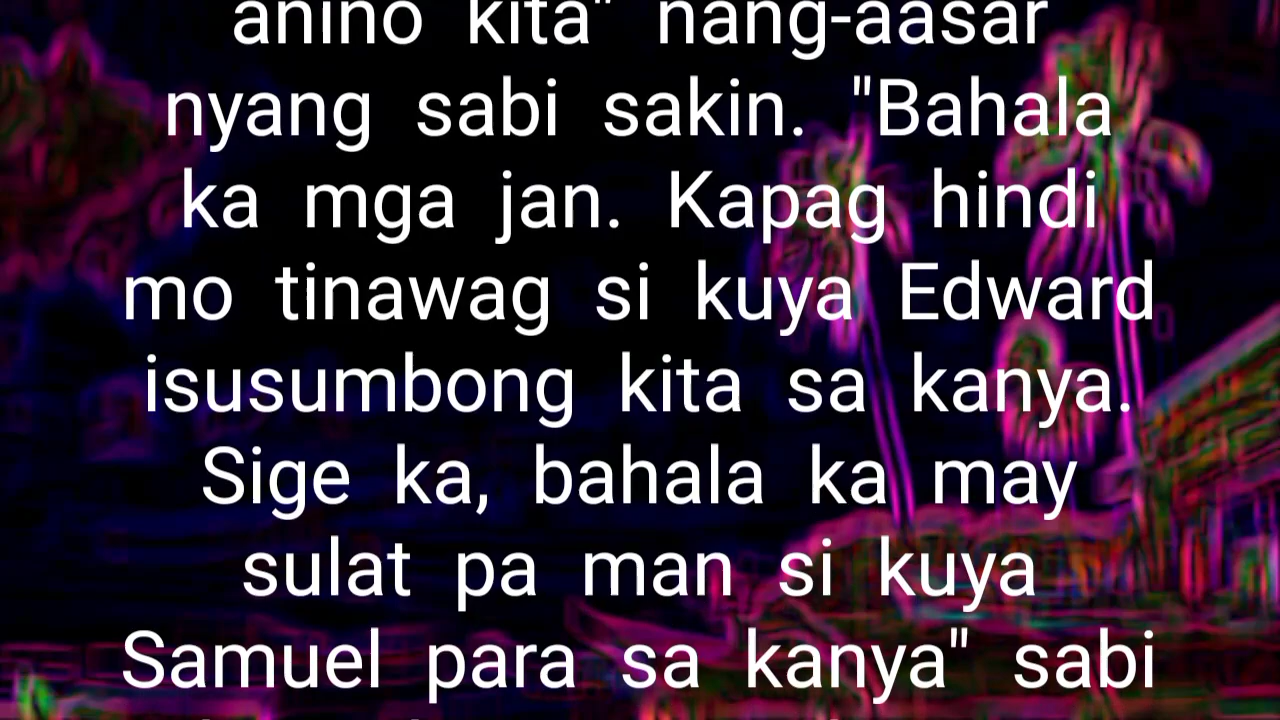 anino kita" nang-aasar
nyang sabi sakin. "Bahala
ka mga jan. Kapag hindi
mo tinawag si kuya Edward
isusumbong kita sa kanya.
Sige ka, bahala ka may
sulat pa man si kuya
Samuel para sa kanya" sabi